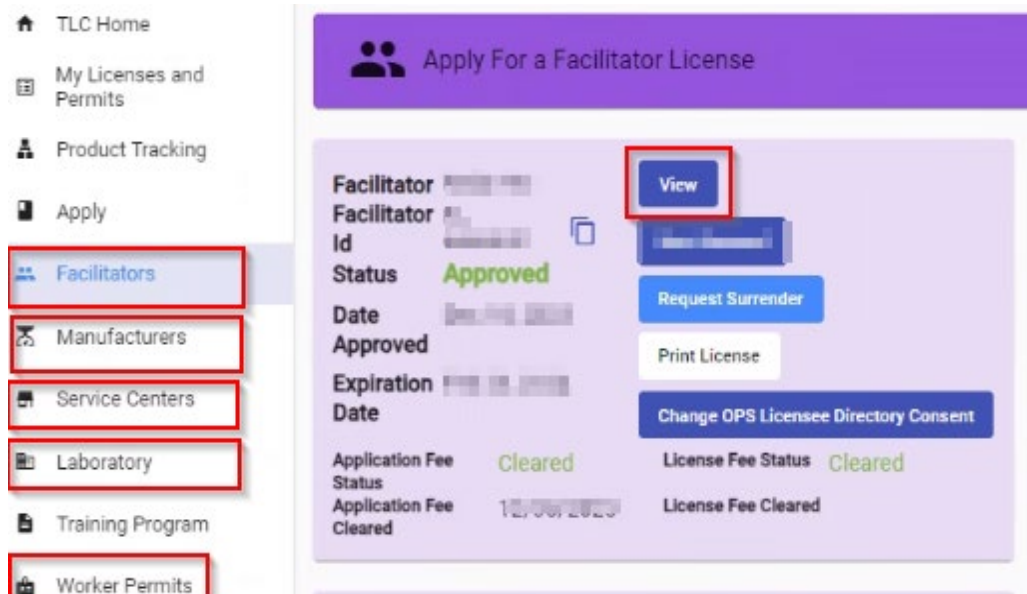 TLC Home
My Licenses and
Permits
Product Tracking
Apply
Facilitators
Manufacturers
Service Centers
Laboratory
Training Program
Worker Permits
Apply For a Facilitator License
Facilitator
Facilitator
Id
Status Approved
Date
Approved
Expiration
Date
View
Request Surrender
Print License
Change OPS Licensee Directory Consent
Application Fee Cleared
Status
License Fee Status Cleared
Application Fee
Cleared
License Fee Cleared